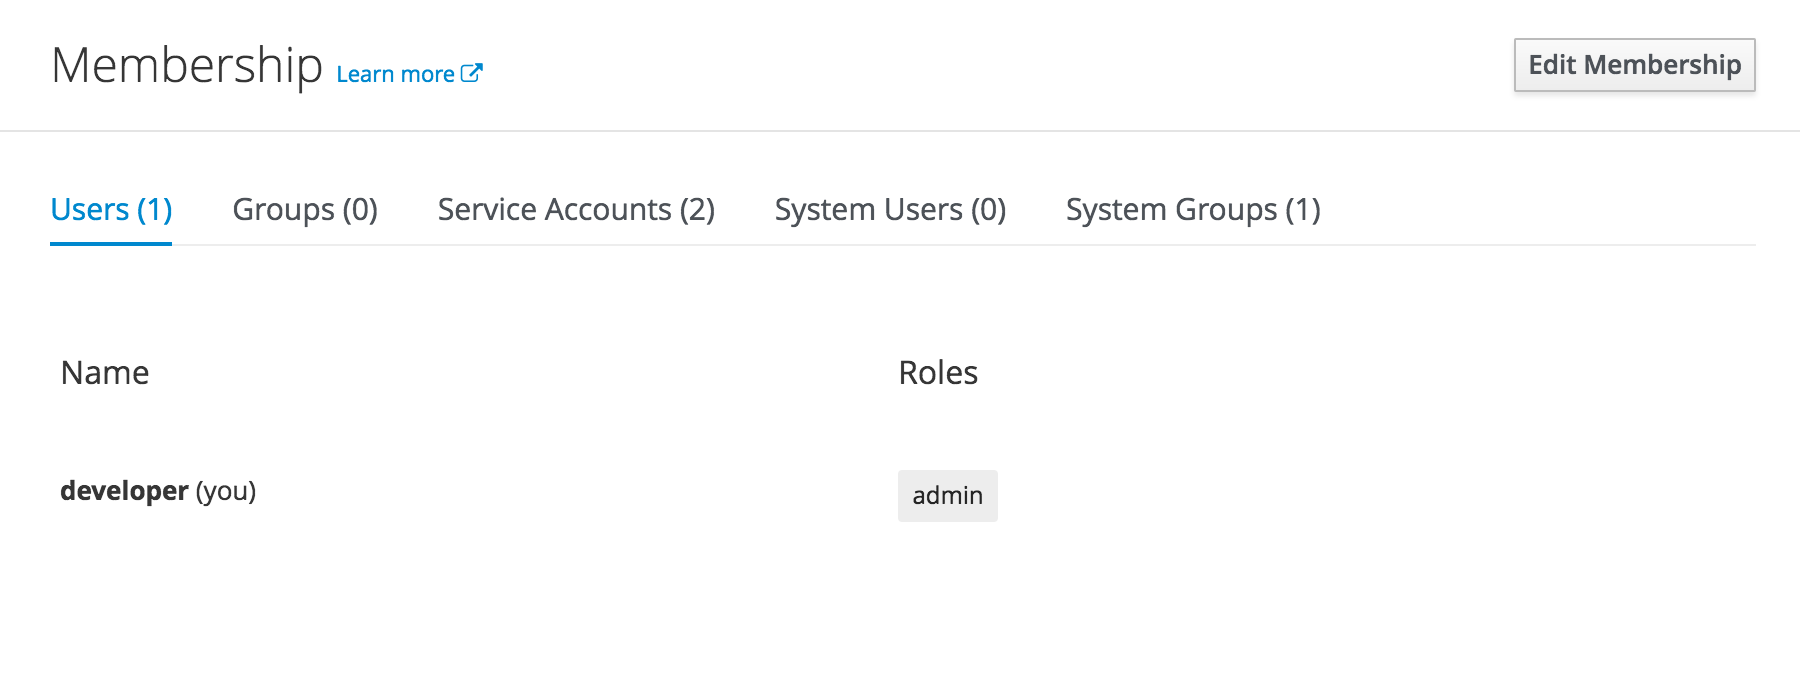 Membership Learn more
Edit Membership
Users (1) Groups (0) Service Accounts (2) System Users (0) System Groups (1)
Name Roles
developer (you) admin